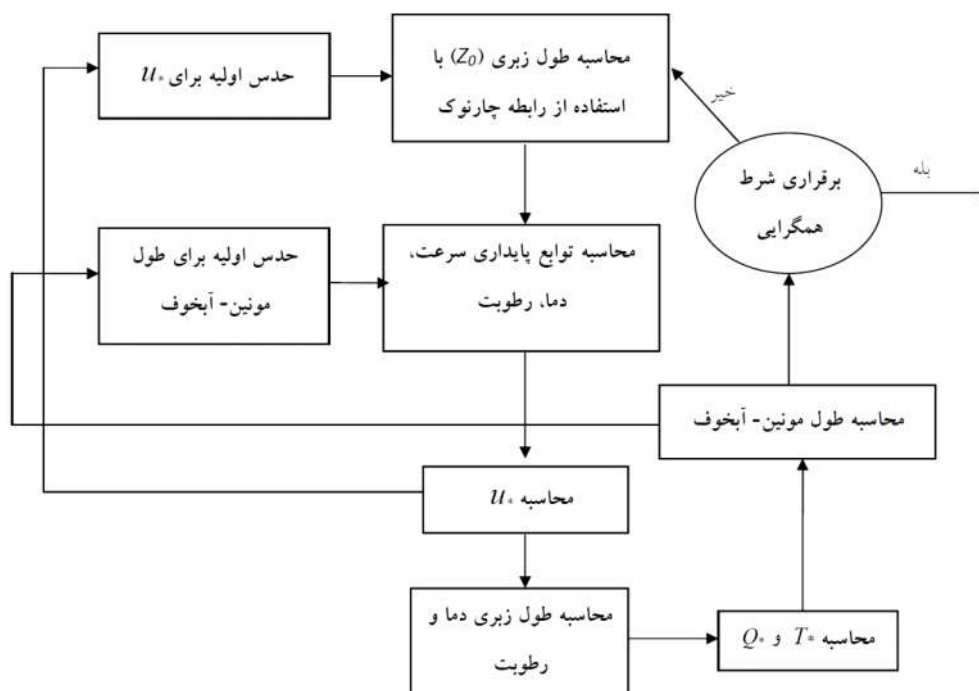 حدس اولیه برای u*
محاسبه طول زبری (Z0) با
استفاده از رابطه چارنوک
خیر
بله
برقراری شرط
همگرایی
حدس اولیه برای طول
مونین- آبخوف
محاسبه توابع پایداری سرعت،
دما، رطوبت
محاسبه طول مونین- آبخوف
محاسبه u*
محاسبه طول زبری دما و
رطوبت
محاسبه T* و Q*